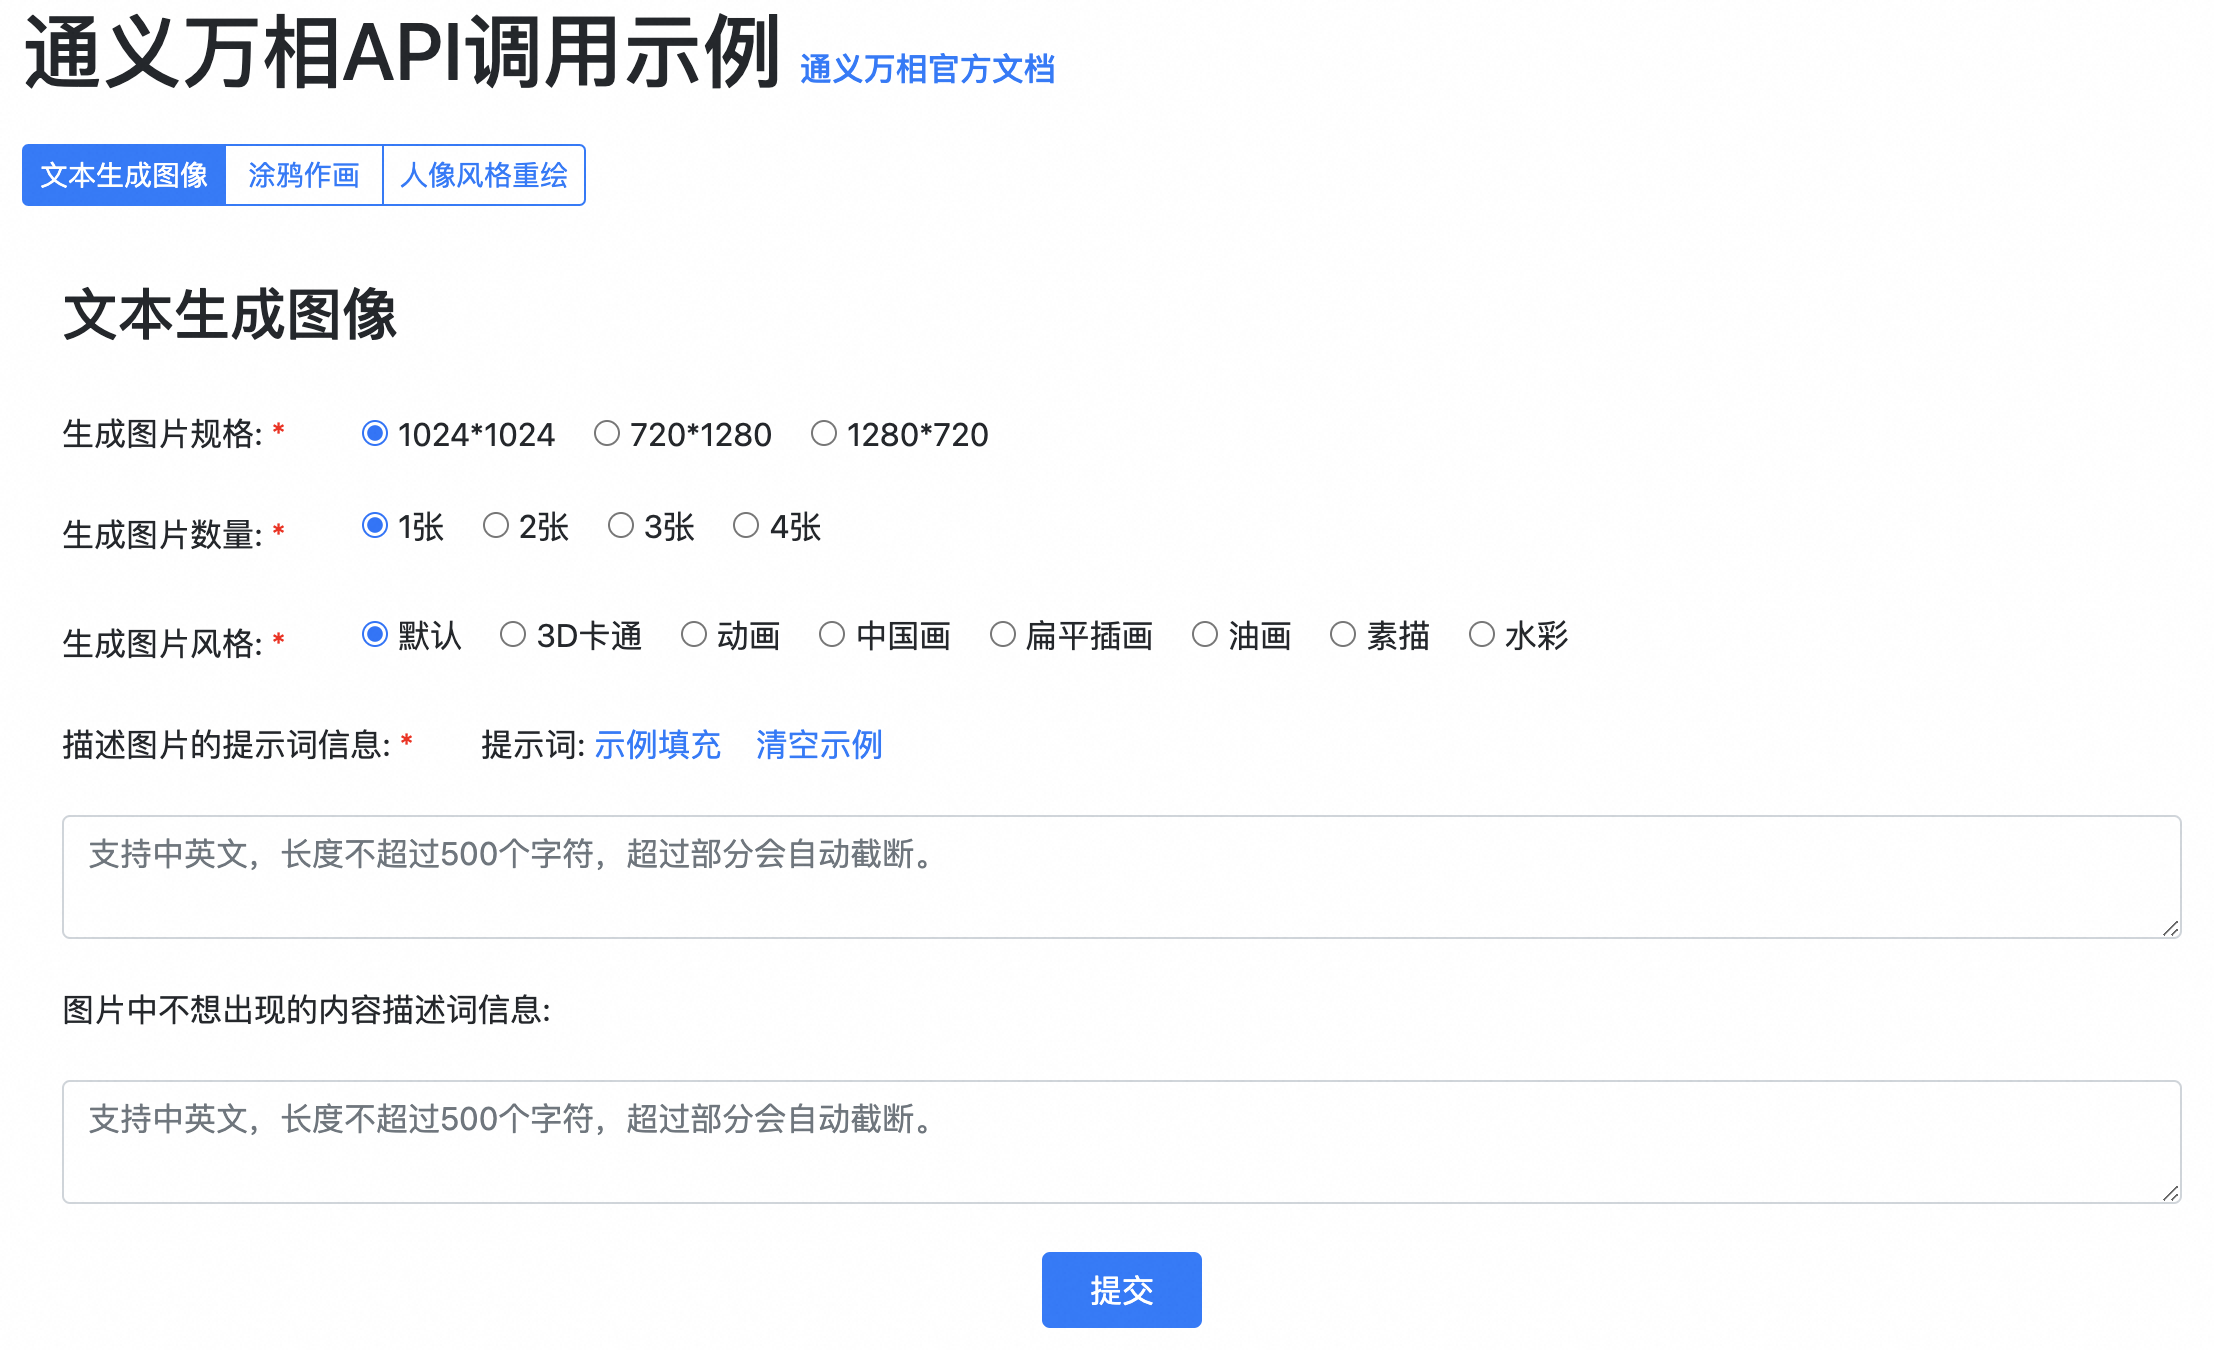 通义万相API调用示例 通义万相官方文档
文本生成图像 涂鸦作画 人像风格重绘
文本生成图像
生成图片规格: * 1024*1024 720*1280 1280*720
生成图片数量: * 1张 2张 3张 4张
生成图片风格: * 默认 3D卡通 动画 中国画 扁平插画 油画 素描 水彩
描述图片的提示词信息: * 提示词: 示例填充 清空示例
支持中英文，长度不超过500个字符，超过部分会自动截断。
图片中不想出现的内容描述词信息:
支持中英文，长度不超过500个字符，超过部分会自动截断。
提交